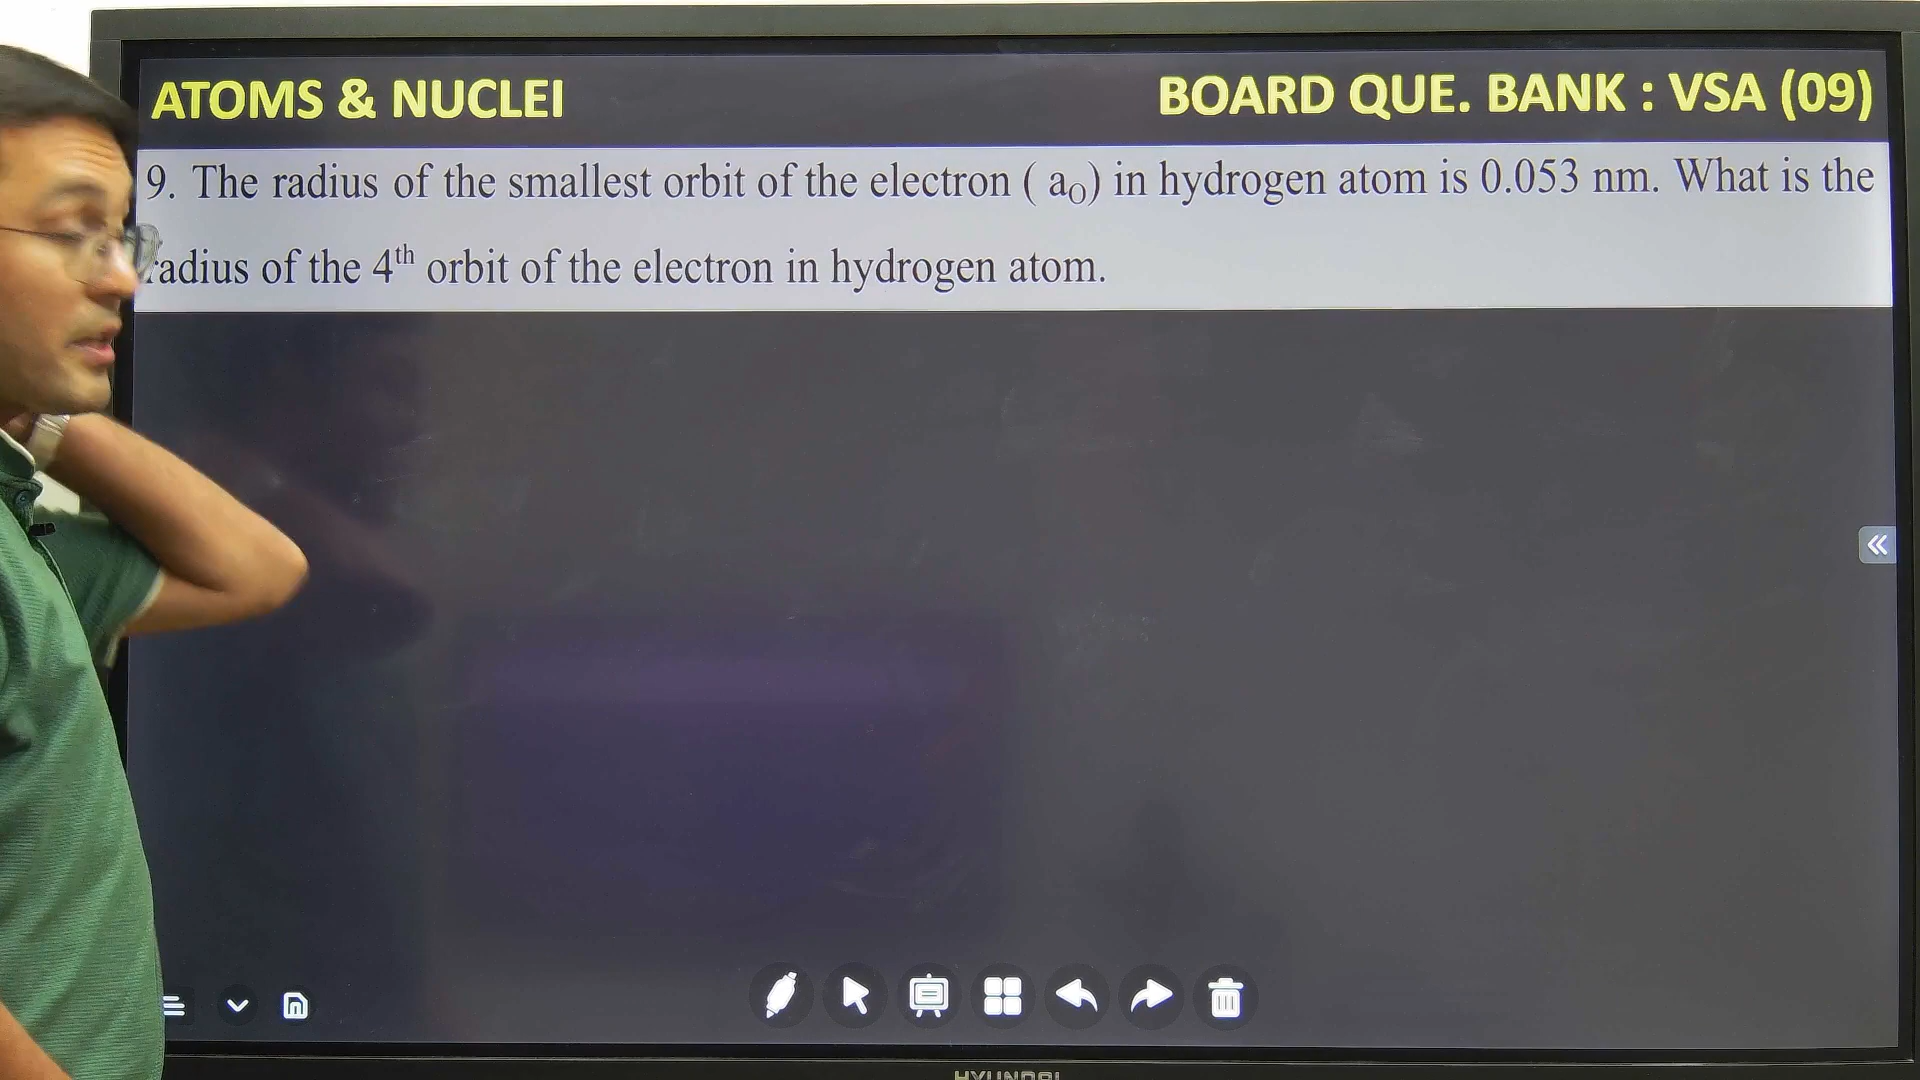 ATOMS & NUCLEI
BOARD QUE. BANK : VSA (09)
9. The radius of the smallest orbit of the electron ( a₀) in hydrogen atom is 0.053 nm. What is the
radius of the 4ᵗʰ orbit of the electron in hydrogen atom.
HYUNDAI